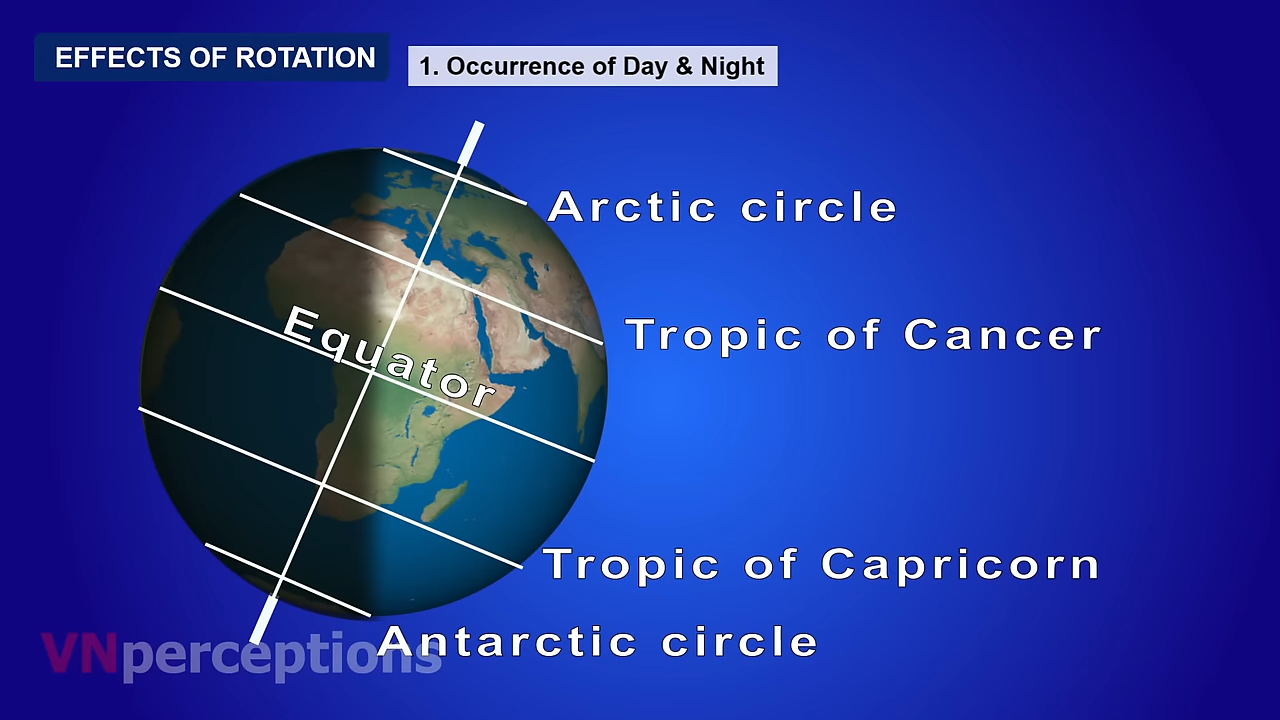 EFFECTS OF ROTATION
1. Occurrence of Day & Night
Arctic circle
Tropic of Cancer
Equator
Tropic of Capricorn
Antarctic circle
VNperceptions